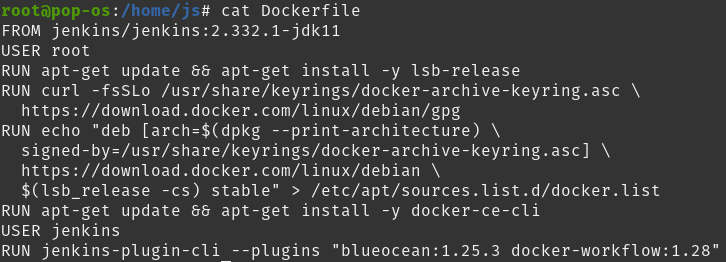 root@pop-os:/home/js# cat Dockerfile
FROM jenkins/jenkins:2.332.1-jdk11
USER root
RUN apt-get update && apt-get install -y lsb-release
RUN curl -fsSLo /usr/share/keyrings/docker-archive-keyring.asc \
  https://download.docker.com/linux/debian/gpg
RUN echo "deb [arch=$(dpkg --print-architecture) \
  signed-by=/usr/share/keyrings/docker-archive-keyring.asc] \
  https://download.docker.com/linux/debian \
  $(lsb_release -cs) stable" > /etc/apt/sources.list.d/docker.list
RUN apt-get update && apt-get install -y docker-ce-cli
USER jenkins
RUN jenkins-plugin-cli --plugins "blueocean:1.25.3 docker-workflow:1.28"